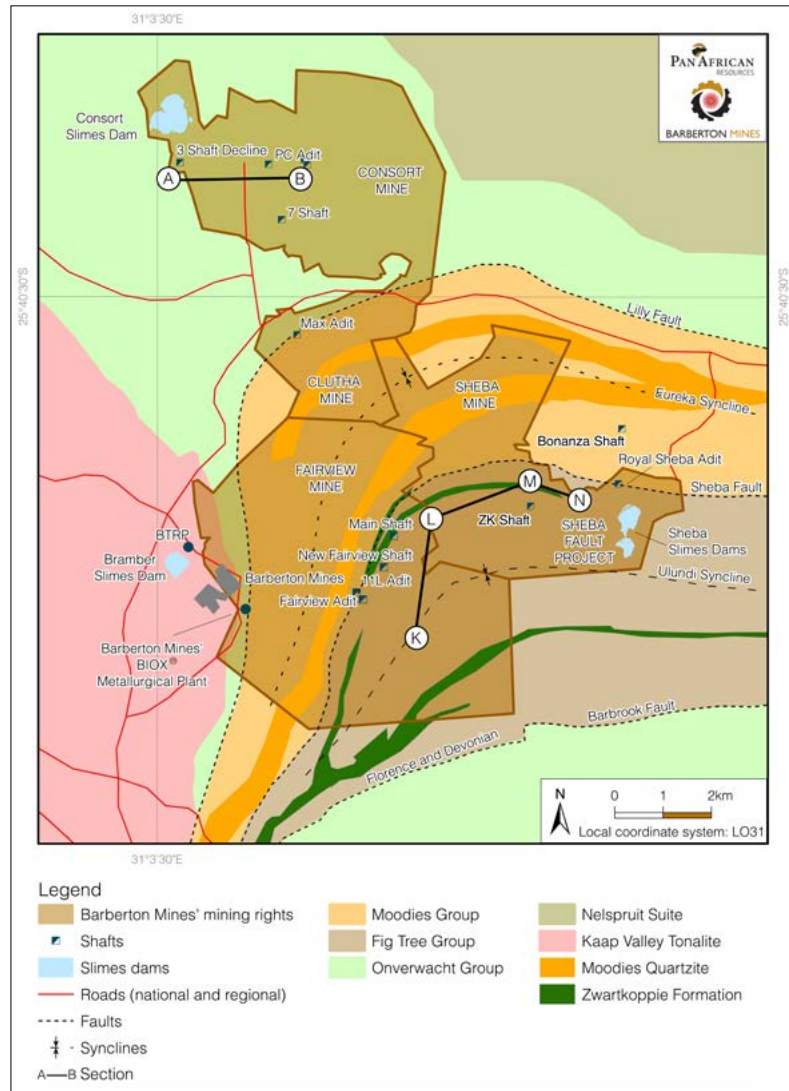 31°3'30"E
PAN AFRICAN
RESOURCES
BARBERTON MINES
Consort
Slimes Dam
3 Shaft Decline
PC Adit
A
B
CONSORT
MINE
7 Shaft
25°40'30"S
25°40'30"S
Lilly Fault
Max Adit
CLUTHA
MINE
SHEBA
MINE
Eureka Syncline
Bonanza Shaft
Royal Sheba Adit
FAIRVIEW
MINE
Sheba Fault
M
N
L
Main Shaft
ZK Shaft
SHEBA
FAULT
PROJECT
Sheba
Slimes Dams
BTRP
New Fairview Shaft
Bramber
Slimes Dam
Barberton Mines
11L Adit
Ulundi Syncline
Fairview Adit
K
Barberton Mines'
BIOX
Metallurgical Plant
Barbrook Fault
Florence and Devonian
N
0 1 2km
Local coordinate system: LO31
31°3'30"E
Legend
Barberton Mines' mining rights
Shafts
Slimes dams
Roads (national and regional)
Faults
Synclines
A B Section
Moodies Group
Fig Tree Group
Onverwacht Group
Nelspruit Suite
Kaap Valley Tonalite
Moodies Quartzite
Zwartkoppie Formation